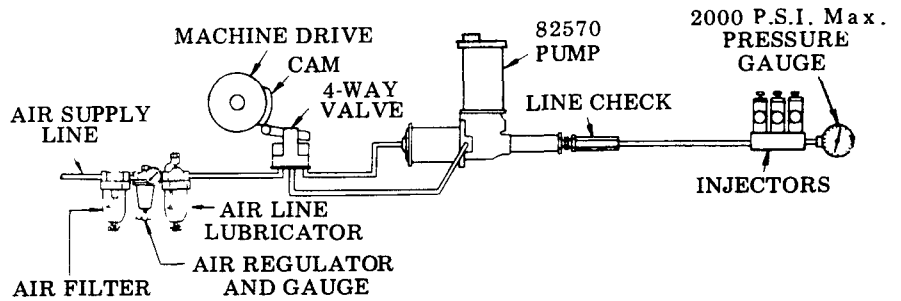 MACHINE DRIVE
CAM
4-WAY
VALVE
82570
PUMP
2000 P.S.I. Max.
PRESSURE
GAUGE
LINE CHECK
AIR SUPPLY
LINE
INJECTORS
AIR LINE
LUBRICATOR
AIR REGULATOR
AND GAUGE
AIR FILTER